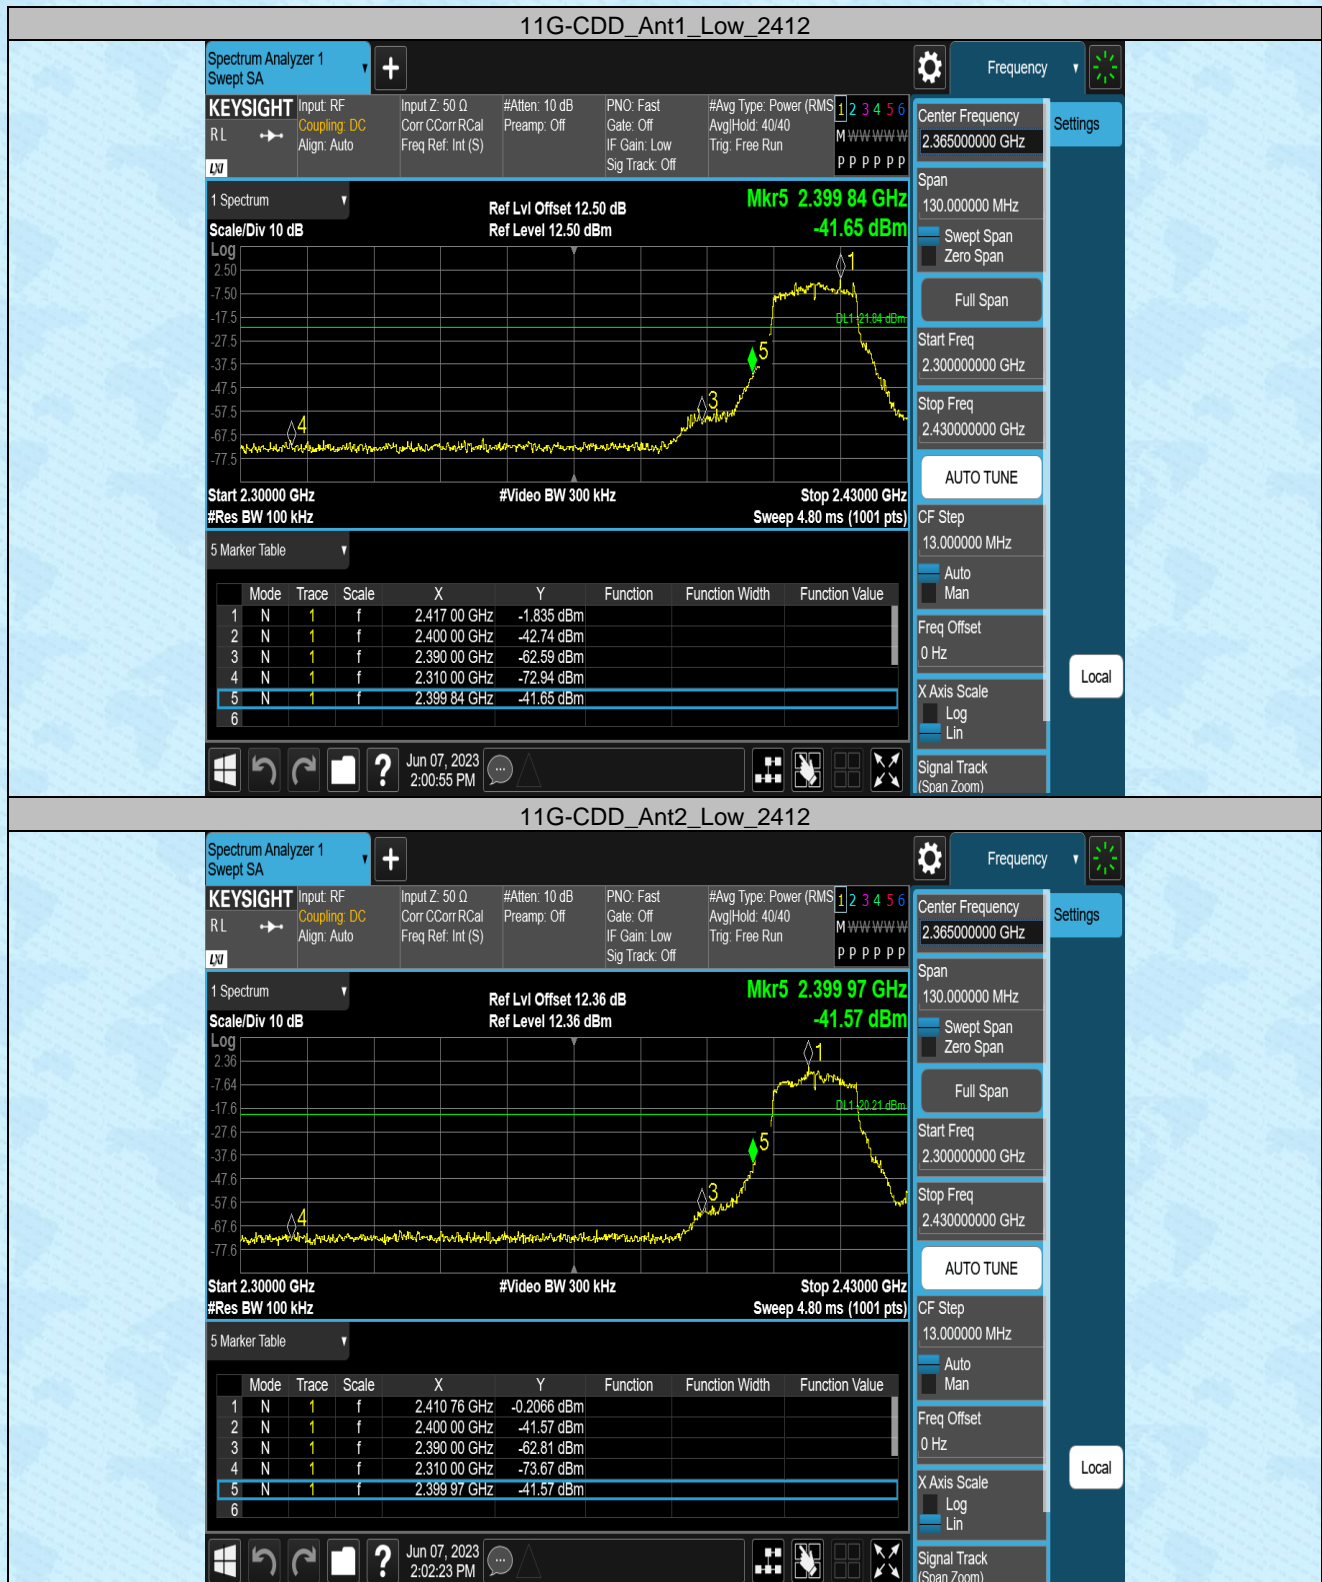 11G-CDD_Ant1_Low_2412
Spectrum Analyzer 1
Swept SA
Frequency
KEYSIGHT
RL
LXI
Input: RF
Coupling: DC
Align: Auto
Input Z: 50 Ω
Corr CCorr RCal
Freq Ref: Int (S)
#Atten: 10 dB
Preamp: Off
PNO: Fast
Gate: Off
IF Gain: Low
Sig Track: Off
#Avg Type: Power (RMS
Avg|Hold: 40/40
Trig: Free Run
1 2 3 4 5 6
M W W W W W
P P P P P P
1 Spectrum
Scale/Div 10 dB
Ref Lvl Offset 12.50 dB
Ref Level 12.50 dBm
Mkr5 2.399 84 GHz
-41.65 dBm
Log
2.50
-7.50
-17.5
-27.5
-37.5
-47.5
-57.5
-67.5
-77.5
1
DL1 -21.84 dBm
5
3
4
Start 2.30000 GHz
#Video BW 300 kHz
Stop 2.43000 GHz
#Res BW 100 kHz
Sweep 4.80 ms (1001 pts)
5 Marker Table
Mode Trace Scale X Y Function Function Width Function Value
1 N 1 f 2.417 00 GHz -1.835 dBm
2 N 1 f 2.400 00 GHz -42.74 dBm
3 N 1 f 2.390 00 GHz -62.59 dBm
4 N 1 f 2.310 00 GHz -72.94 dBm
5 N 1 f 2.399 84 GHz -41.65 dBm
6
Jun 07, 2023
2:00:55 PM
Center Frequency
2.365000000 GHz
Settings
Span
130.000000 MHz
Swept Span
Zero Span
Full Span
Start Freq
2.300000000 GHz
Stop Freq
2.430000000 GHz
AUTO TUNE
CF Step
13.000000 MHz
Auto
Man
Freq Offset
0 Hz
Local
X Axis Scale
Log
Lin
Signal Track
(Span Zoom)
11G-CDD_Ant2_Low_2412
Spectrum Analyzer 1
Swept SA
Frequency
KEYSIGHT
RL
LXI
Input: RF
Coupling: DC
Align: Auto
Input Z: 50 Ω
Corr CCorr RCal
Freq Ref: Int (S)
#Atten: 10 dB
Preamp: Off
PNO: Fast
Gate: Off
IF Gain: Low
Sig Track: Off
#Avg Type: Power (RMS
Avg|Hold: 40/40
Trig: Free Run
1 2 3 4 5 6
M W W W W W
P P P P P P
1 Spectrum
Scale/Div 10 dB
Ref Lvl Offset 12.36 dB
Ref Level 12.36 dBm
Mkr5 2.399 97 GHz
-41.57 dBm
Log
2.36
-7.64
-17.6
-27.6
-37.6
-47.6
-57.6
-67.6
-77.6
1
DL1 -20.21 dBm
5
3
4
Start 2.30000 GHz
#Video BW 300 kHz
Stop 2.43000 GHz
#Res BW 100 kHz
Sweep 4.80 ms (1001 pts)
5 Marker Table
Mode Trace Scale X Y Function Function Width Function Value
1 N 1 f 2.410 76 GHz -0.2066 dBm
2 N 1 f 2.400 00 GHz -41.57 dBm
3 N 1 f 2.390 00 GHz -62.81 dBm
4 N 1 f 2.310 00 GHz -73.67 dBm
5 N 1 f 2.399 97 GHz -41.57 dBm
6
Jun 07, 2023
2:02:23 PM
Center Frequency
2.365000000 GHz
Settings
Span
130.000000 MHz
Swept Span
Zero Span
Full Span
Start Freq
2.300000000 GHz
Stop Freq
2.430000000 GHz
AUTO TUNE
CF Step
13.000000 MHz
Auto
Man
Freq Offset
0 Hz
Local
X Axis Scale
Log
Lin
Signal Track
(Span Zoom)